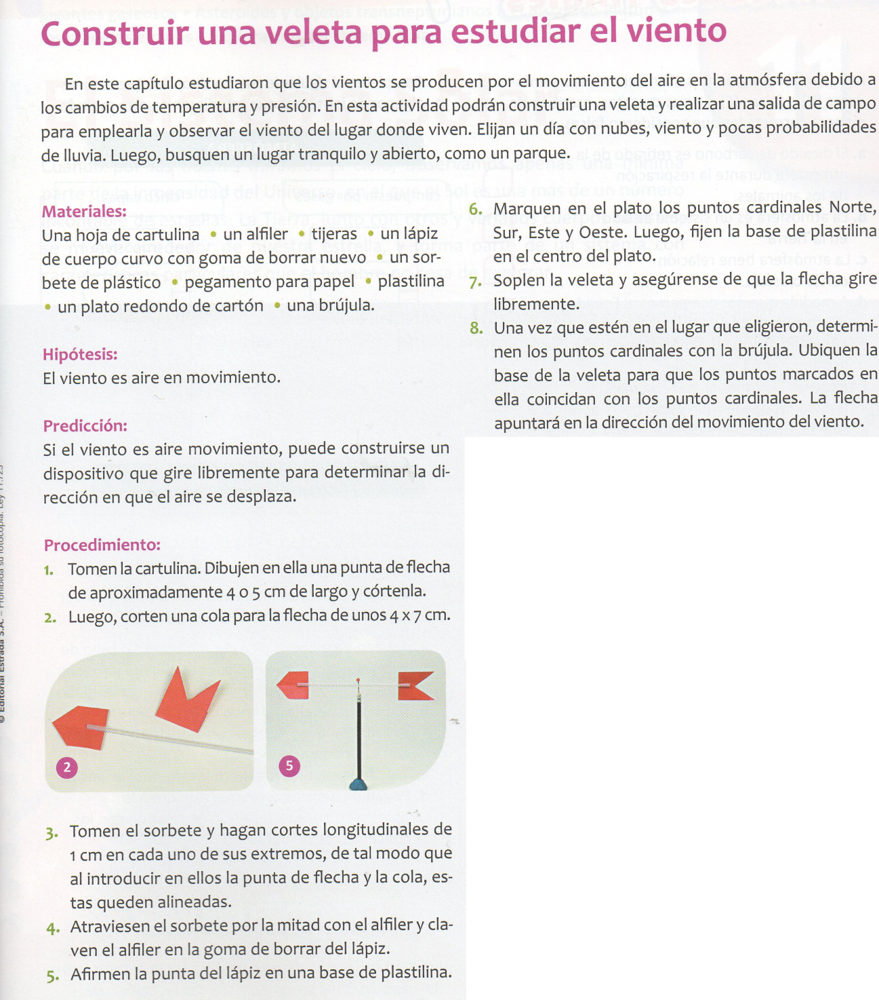 Construir una veleta para estudiar el viento
En este capítulo estudiaron que los vientos se producen por el movimiento del aire en la atmósfera debido a
los cambios de temperatura y presión. En esta actividad podrán construir una veleta y realizar una salida de campo
para emplearla y observar el viento del lugar donde viven. Elijan un día con nubes, viento y pocas probabilidades
de lluvia. Luego, busquen un lugar tranquilo y abierto, como un parque.
Materiales:
Una hoja de cartulina • un alfiler • tijeras • un lápiz
de cuerpo curvo con goma de borrar nuevo • un sor-
bete de plástico • pegamento para papel • plastilina
• un plato redondo de cartón • una brújula.
Hipótesis:
El viento es aire en movimiento.
Predicción:
Si el viento es aire movimiento, puede construirse un
dispositivo que gire libremente para determinar la di-
rección en que el aire se desplaza.
Procedimiento:
1. Tomen la cartulina. Dibujen en ella una punta de flecha
de aproximadamente 4 o 5 cm de largo y córtenla.
2. Luego, corten una cola para la flecha de unos 4 x 7 cm.
2
5
3. Tomen el sorbete y hagan cortes longitudinales de
1 cm en cada uno de sus extremos, de tal modo que
al introducir en ellos la punta de flecha y la cola, es-
tas queden alineadas.
4. Atraviesen el sorbete por la mitad con el alfiler y cla-
ven el alfiler en la goma de borrar del lápiz.
5. Afirmen la punta del lápiz en una base de plastilina.
6. Marquen en el plato los puntos cardinales Norte,
Sur, Este y Oeste. Luego, fijen la base de plastilina
en el centro del plato.
7. Soplen la veleta y asegúrense de que la flecha gire
libremente.
8. Una vez que estén en el lugar que eligieron, determi-
nen los puntos cardinales con la brújula. Ubiquen la
base de la veleta para que los puntos marcados en
ella coincidan con los puntos cardinales. La flecha
apuntará en la dirección del movimiento del viento.
© Editorial Estrada S.A. – Prohibida su fotocopia. Ley 11.723